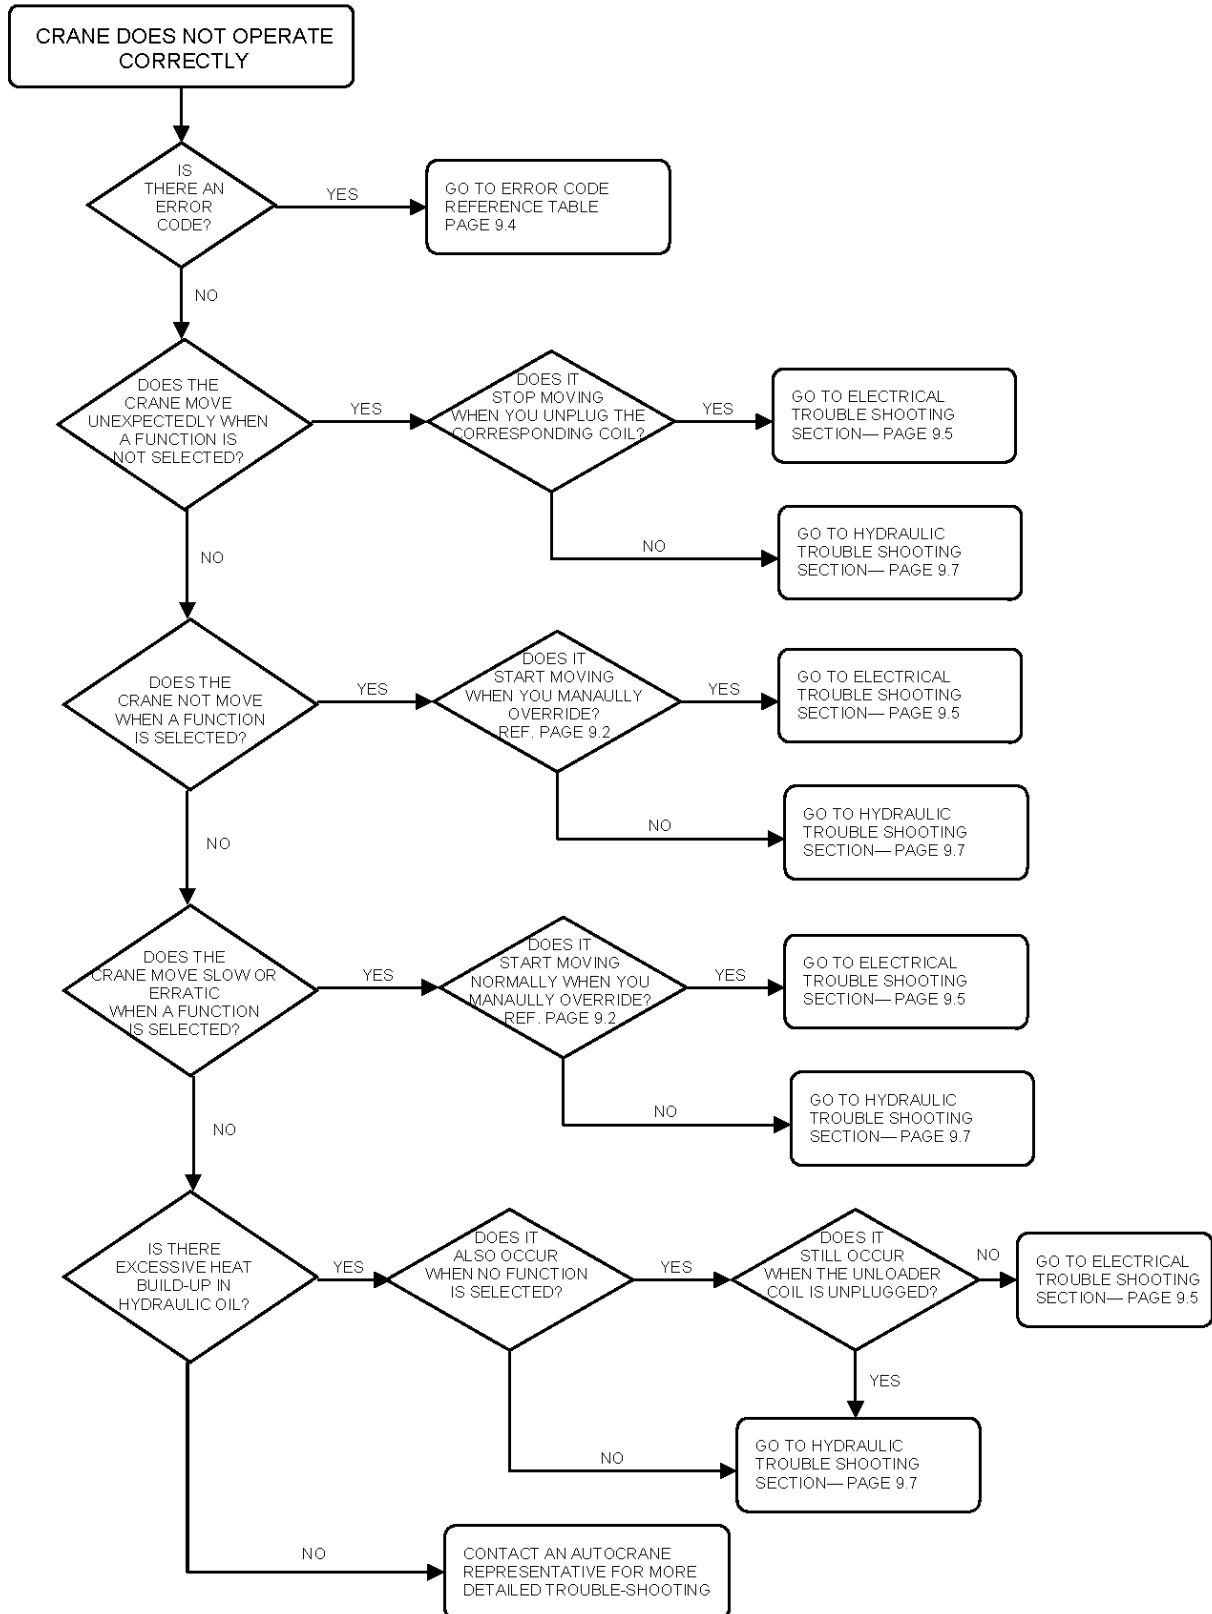 CRANE DOES NOT OPERATE
CORRECTLY
IS
THERE AN
ERROR
CODE?
YES
GO TO ERROR CODE
REFERENCE TABLE
PAGE 9.4
NO
DOES THE
CRANE MOVE
UNEXPECTEDLY WHEN
A FUNCTION IS
NOT SELECTED?
YES
DOES IT
STOP MOVING
WHEN YOU UNPLUG THE
CORRESPONDING COIL?
YES
GO TO ELECTRICAL
TROUBLE SHOOTING
SECTION— PAGE 9.5
NO
GO TO HYDRAULIC
TROUBLE SHOOTING
SECTION— PAGE 9.7
NO
DOES THE
CRANE NOT MOVE
WHEN A FUNCTION
IS SELECTED?
YES
DOES IT
START MOVING
WHEN YOU MANAULLY
OVERRIDE?
REF. PAGE 9.2
YES
GO TO ELECTRICAL
TROUBLE SHOOTING
SECTION— PAGE 9.5
NO
GO TO HYDRAULIC
TROUBLE SHOOTING
SECTION— PAGE 9.7
NO
DOES THE
CRANE MOVE SLOW OR
ERRATIC
WHEN A FUNCTION
IS SELECTED?
YES
DOES IT
START MOVING
NORMALLY WHEN YOU
MANAULLY OVERRIDE?
REF. PAGE 9.2
YES
GO TO ELECTRICAL
TROUBLE SHOOTING
SECTION— PAGE 9.5
NO
GO TO HYDRAULIC
TROUBLE SHOOTING
SECTION— PAGE 9.7
NO
IS THERE
EXCESSIVE HEAT
BUILD-UP IN
HYDRAULIC OIL?
YES
DOES IT
ALSO OCCUR
WHEN NO FUNCTION
IS SELECTED?
YES
DOES IT
STILL OCCUR
WHEN THE UNLOADER
COIL IS UNPLUGGED?
NO
GO TO ELECTRICAL
TROUBLE SHOOTING
SECTION— PAGE 9.5
YES
NO
GO TO HYDRAULIC
TROUBLE SHOOTING
SECTION— PAGE 9.7
NO
CONTACT AN AUTOCRANE
REPRESENTATIVE FOR MORE
DETAILED TROUBLE-SHOOTING